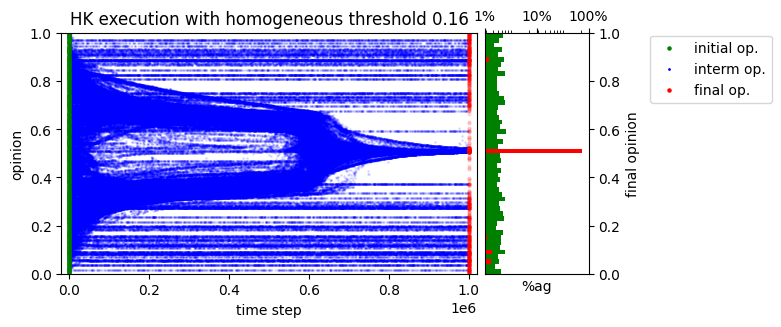 HK execution with homogeneous threshold 0.16
1% 10% 100%
initial op.
interm op.
final op.
1.0 1.0
0.8 0.8
0.6 0.6
0.4 0.4
0.2 0.2
0.0 0.0
opinion
final opinion
0.0 0.2 0.4 0.6 0.8 1.0
1e6
time step
%ag